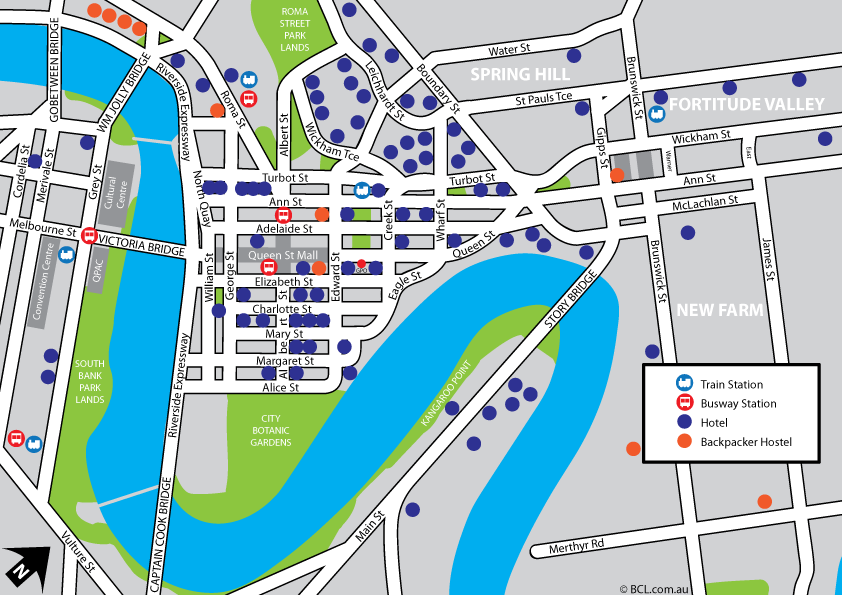 ROMA
STREET
PARK
LANDS
GOBETWEEN BRIDGE
WM JOLLY BRIDGE
Riverside Expressway
Roma St
Albert St
Wickham Tce
Leichhardt St
Boundary St
Water St
SPRING HILL
St Pauls Tce
Brunswick St
FORTITUDE VALLEY
Wickham St
Gipps St
Warner
East
Ann St
McLachlan St
Cordelia St
Merivale St
Grey St
Cultural
Centre
North Quay
Turbot St
Turbot St
Ann St
Adelaide St
Queen St Mall
Elizabeth St
Charlotte St
Mary St
Margaret St
Alice St
Albert St
William St
George St
Edward St
Creek St
Wharf St
Eagle St
Queen St
Melbourne St
VICTORIA BRIDGE
Convention Centre
QPAC
STORY BRIDGE
Brunswick St
James St
NEW FARM
SOUTH
BANK
PARK
LANDS
Riverside Expressway
CITY
BOTANIC
GARDENS
KANGAROO POINT
Train Station
Busway Station
Hotel
Backpacker Hostel
CAPTAIN COOK BRIDGE
Main St
Merthyr Rd
Vulture St
N
© BCL.com.au